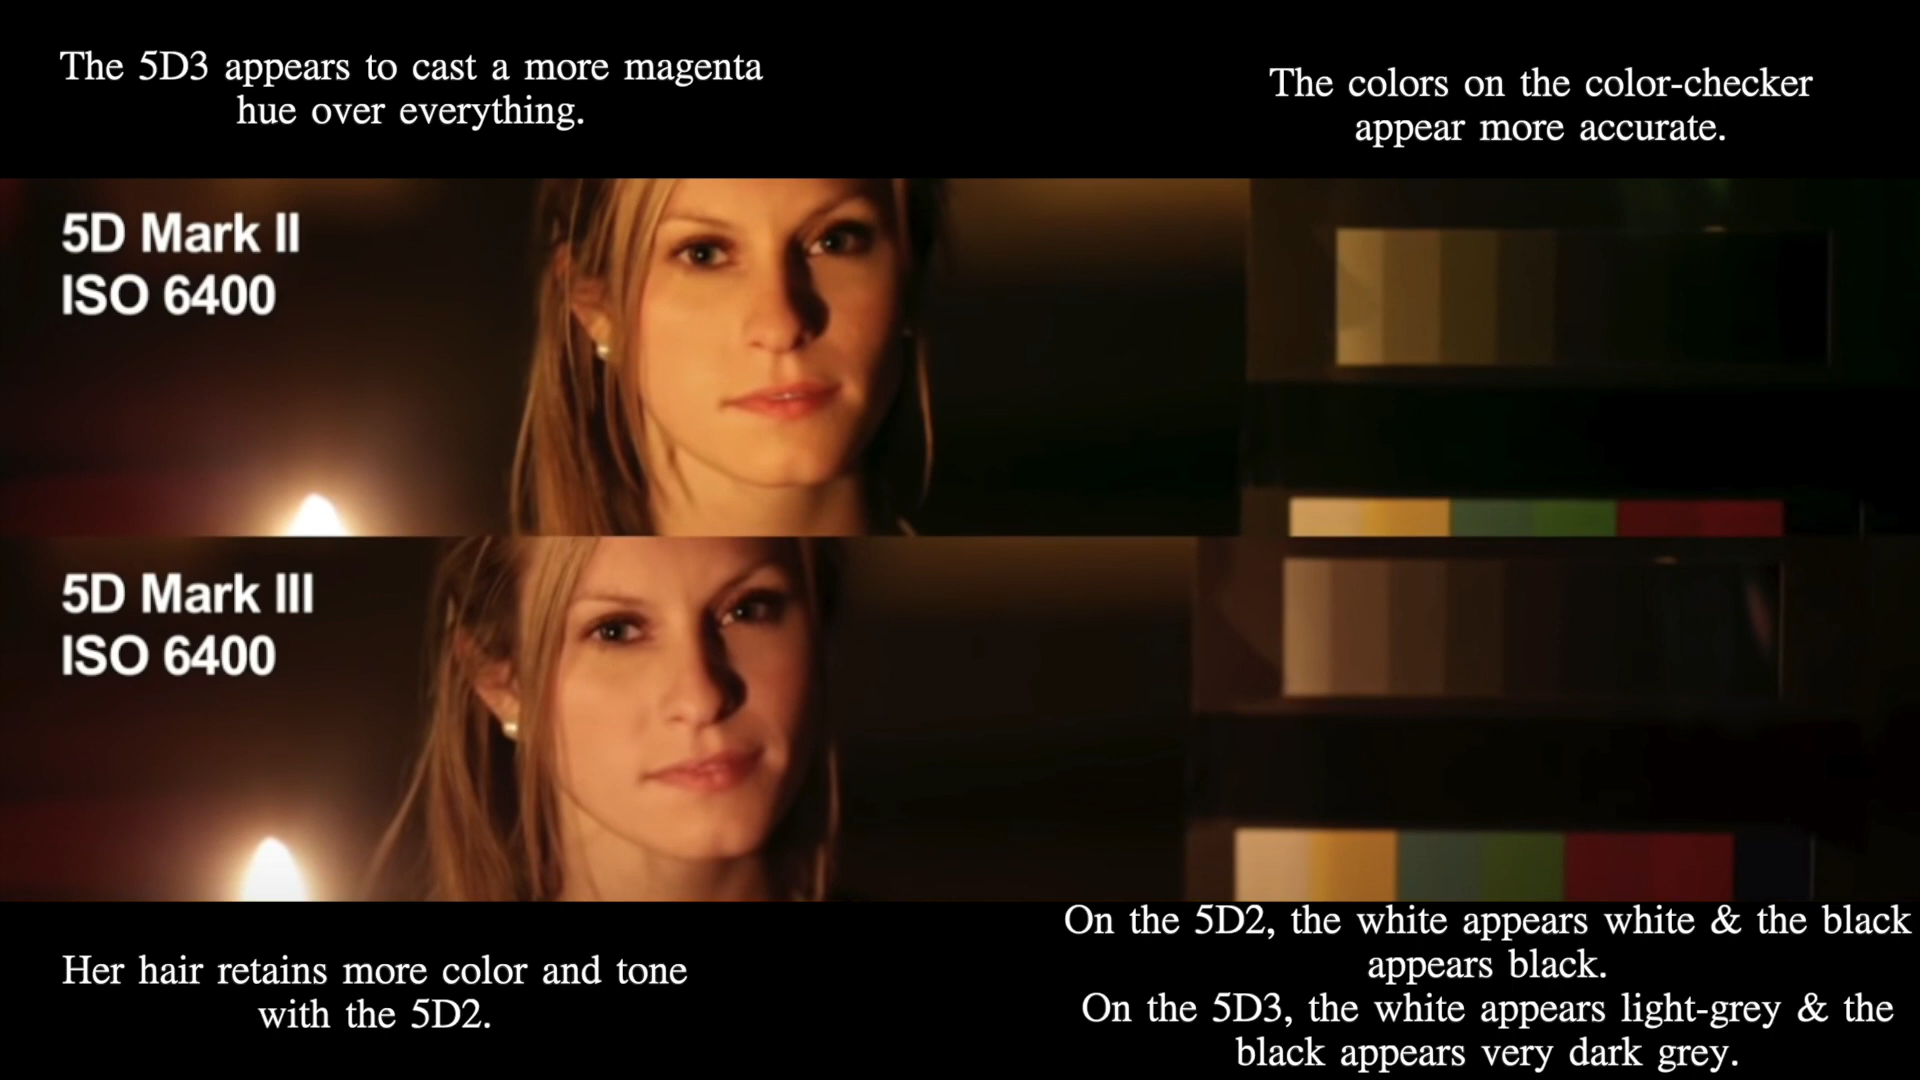 The 5D3 appears to cast a more magenta
hue over everything.
The colors on the color-checker
appear more accurate.
5D Mark II
ISO 6400
5D Mark III
ISO 6400
Her hair retains more color and tone
with the 5D2.
On the 5D2, the white appears white & the black
appears black.
On the 5D3, the white appears light-grey & the
black appears very dark grey.